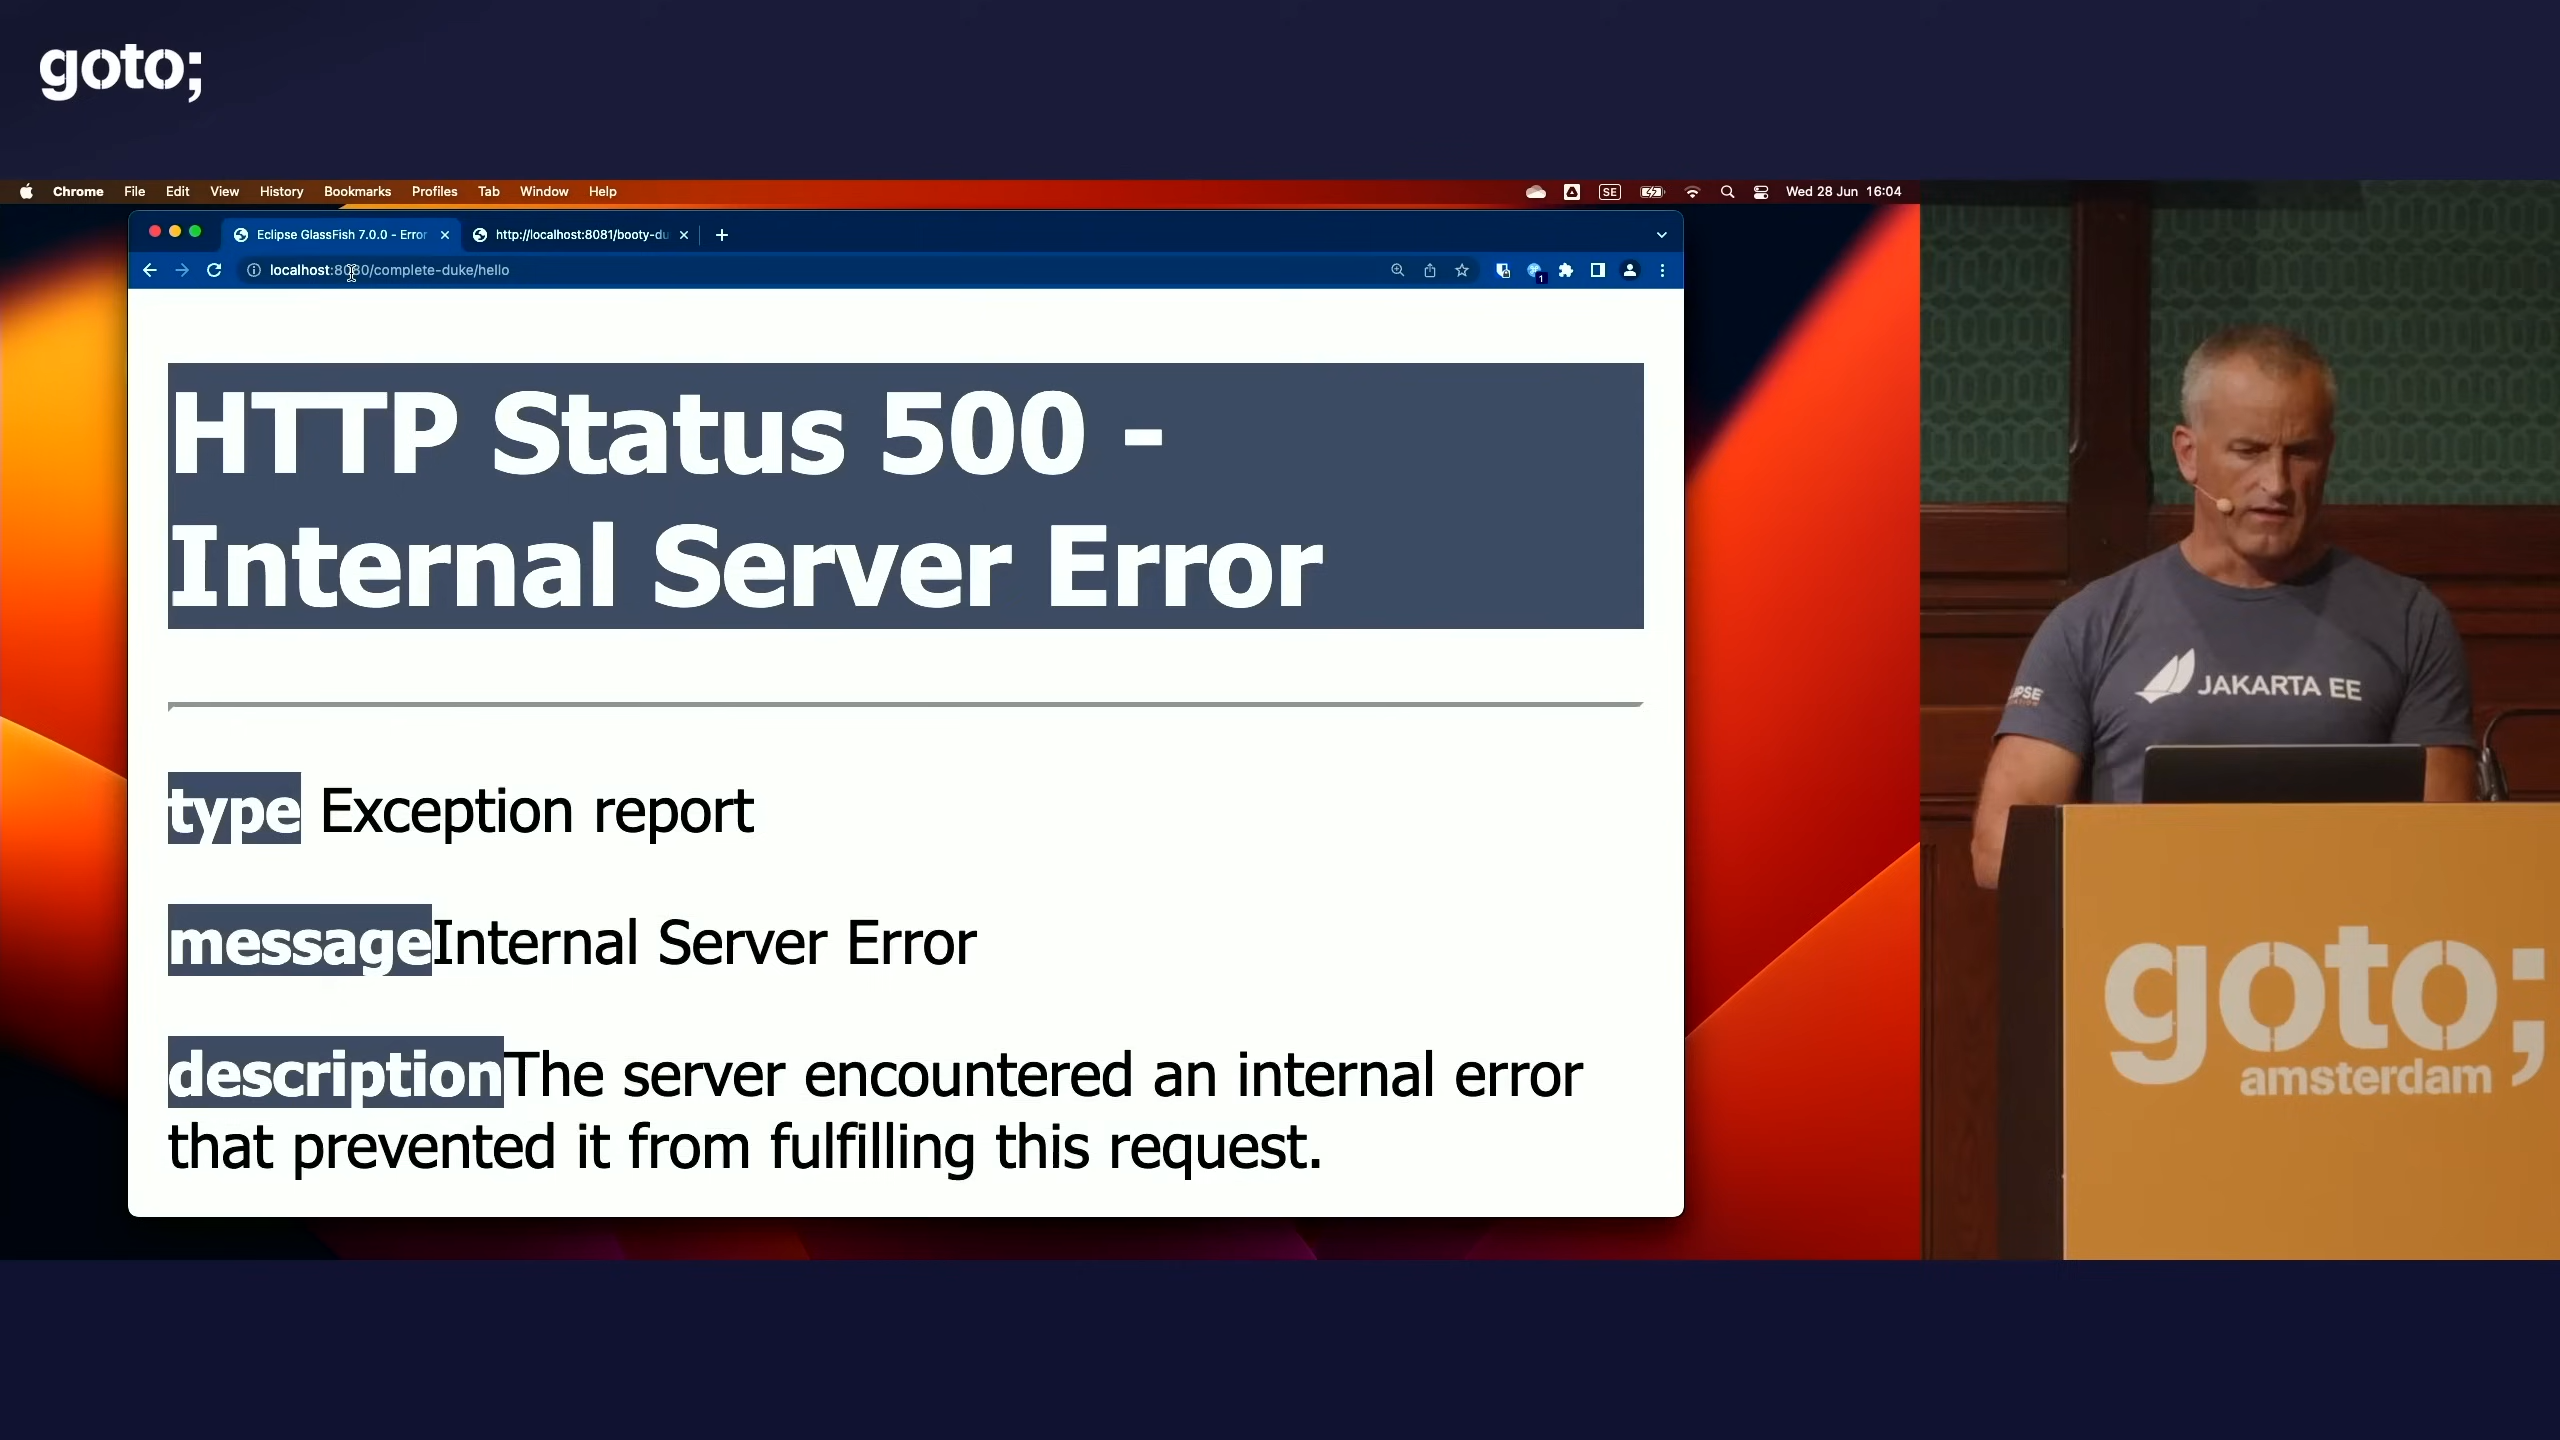 goto;
Chrome File Edit View History Bookmarks Profiles Tab Window Help
SE Wed 28 Jun 16:04
Eclipse GlassFish 7.0.0 - Error
http://localhost:8081/booty-du
localhost:8080/complete-duke/hello
1
HTTP Status 500 -
Internal Server Error
type Exception report
messageInternal Server Error
descriptionThe server encountered an internal error
that prevented it from fulfilling this request.
JAKARTA EE
goto;
amsterdam